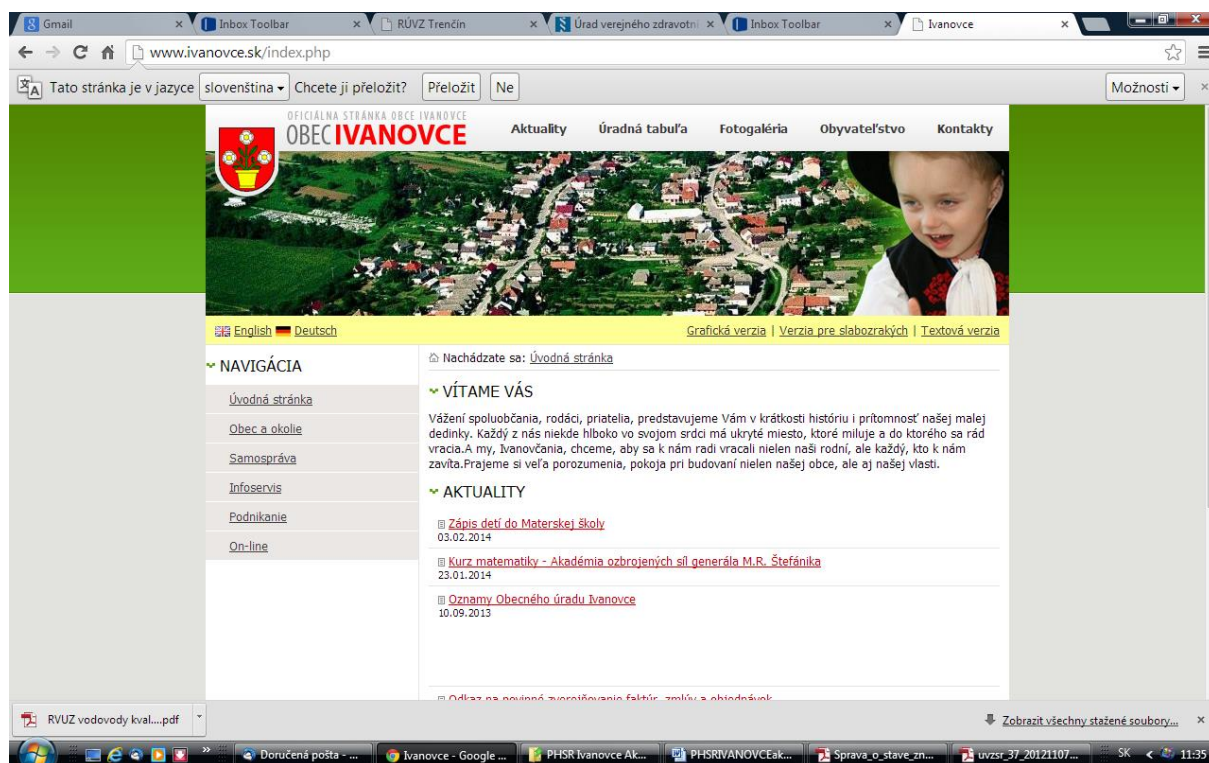 Gmail
Inbox Toolbar
RÚVZ Trenčín
Úrad verejného zdravotní
Inbox Toolbar
Ivanovce
www.ivanovce.sk/index.php
Tato stránka je v jazyce slovenština Chcete ji přeložit? Přeložit Ne Možnosti
OFICIÁLNA STRÁNKA OBCE IVANOVCE
OBEC IVANOVCE
Aktuality Úradná tabuľa Fotogaléria Obyvateľstvo Kontakty
English Deutsch
Grafická verzia | Verzia pre slabozrakých | Textová verzia
NAVIGÁCIA
Úvodná stránka
Obec a okolie
Samospráva
Infoservis
Podnikanie
On-line
Nachádzate sa: Úvodná stránka
VÍTAME VÁS
Vážení spoluobčania, rodáci, priatelia, predstavujeme Vám v krátkosti históriu i prítomnosť našej malej
dedinky. Každý z nás niekde hlboko vo svojom srdci má ukryté miesto, ktoré miluje a do ktorého sa rád
vracia.A my, Ivanovčania, chceme, aby sa k nám radi vracali nielen naši rodní, ale každý, kto k nám
zavíta.Prajeme si veľa porozumenia, pokoja pri budovaní nielen našej obce, ale aj našej vlasti.
AKTUALITY
Zápis detí do Materskej školy
03.02.2014
Kurz matematiky - Akadémia ozbrojených síl generála M.R. Štefánika
23.01.2014
Oznamy Obecného úradu Ivanovce
10.09.2013
Odkaz na povinné zverejňovanie faktúr, zmlúv a objednávok
RVUZ vodovody kval....pdf
Zobrazit všechny stažené soubory...
Doručená pošta - ...
Ivanovce - Google ...
PHSR Ivanovce Ak...
PHSRIVANOVCEak...
Sprava_o_stave_zn...
uvzsr_37_20121107...
SK
11:35